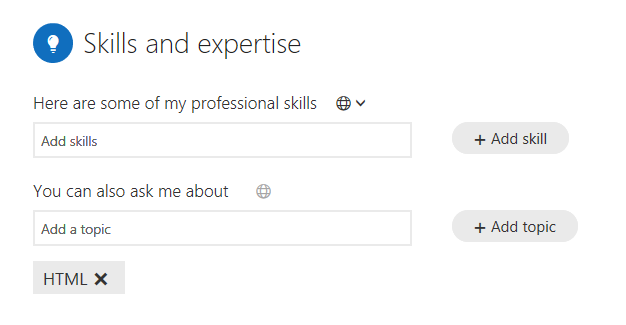 Skills and expertise
Here are some of my professional skills
Add skills
+ Add skill
You can also ask me about
Add a topic
+ Add topic
HTML ✕